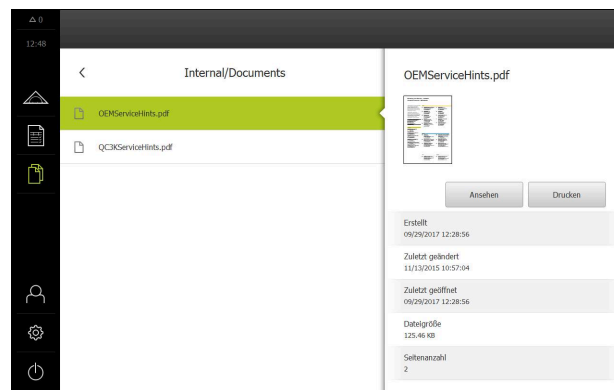 0
12:48
Internal/Documents
OEMServiceHints.pdf
QC3KServiceHints.pdf
OEMServiceHints.pdf
Ansehen
Drucken
Erstellt
09/29/2017 12:28:56
Zuletzt geändert
11/13/2015 10:57:04
Zuletzt geöffnet
09/29/2017 12:28:56
Dateigröße
125.46 KB
Seitenanzahl
2